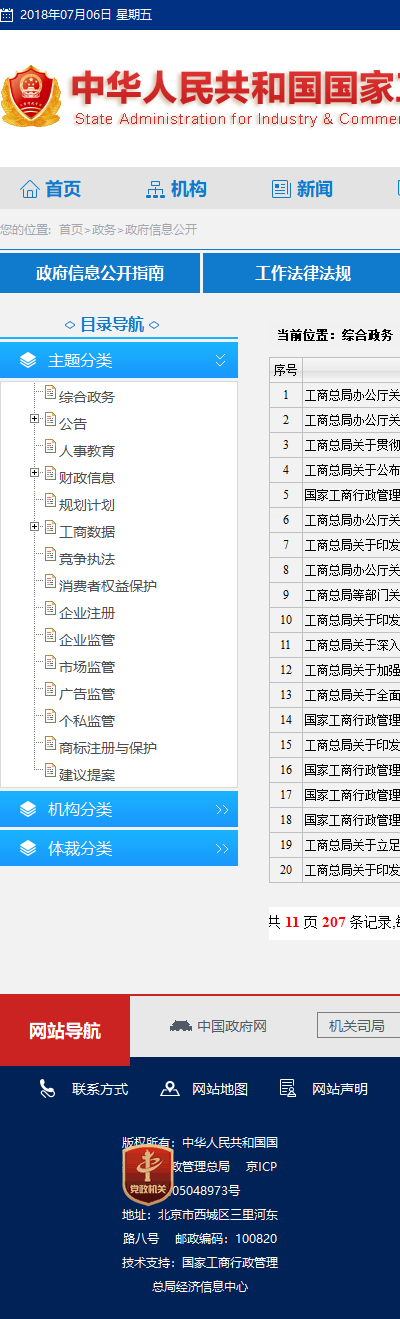 2018年07月06日 星期五
中华人民共和国国家工
State Administration for Industry & Comme
首页 机构 新闻
您的位置: 首页>政务>政府信息公开
政府信息公开指南 工作法律法规
目录导航
主题分类
综合政务
公告
人事教育
财政信息
规划计划
工商数据
竞争执法
消费者权益保护
企业注册
企业监管
市场监管
广告监管
个私监管
商标注册与保护
建议提案
机构分类
体裁分类
当前位置：综合政务
序号
1 工商总局办公厅关
2 工商总局办公厅关
3 工商总局关于贯彻
4 工商总局关于公布
5 国家工商行政管理
6 工商总局办公厅关
7 工商总局关于印发
8 工商总局办公厅关
9 工商总局等部门关
10 工商总局关于印发
11 工商总局关于深入
12 工商总局关于加强
13 工商总局关于全面
14 国家工商行政管理
15 工商总局关于印发
16 国家工商行政管理
17 国家工商行政管理
18 国家工商行政管理
19 工商总局关于立足
20 工商总局关于印发
共 11 页 207 条记录,每
网站导航
中国政府网
机关司局
联系方式 网站地图 网站声明
版权所有：中华人民共和国国
政管理总局 京ICP
05048973号
党政机关
地址：北京市西城区三里河东
路八号 邮政编码：100820
技术支持：国家工商行政管理
总局经济信息中心